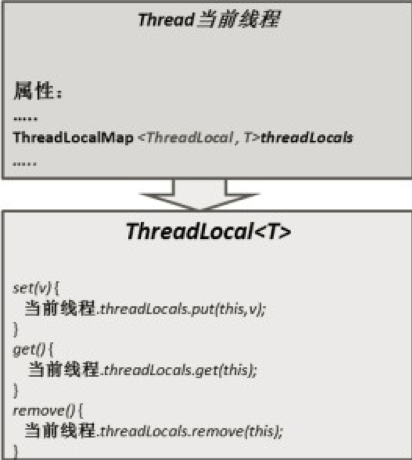 Thread当前线程
属性：
.....
ThreadLocalMap <ThreadLocal , T>threadLocals
.....
ThreadLocal<T>
set(v) {
当前线程.threadLocals.put(this,v);
}
get() {
当前线程.threadLocals.get(this);
}
remove() {
当前线程.threadLocals.remove(this);
}